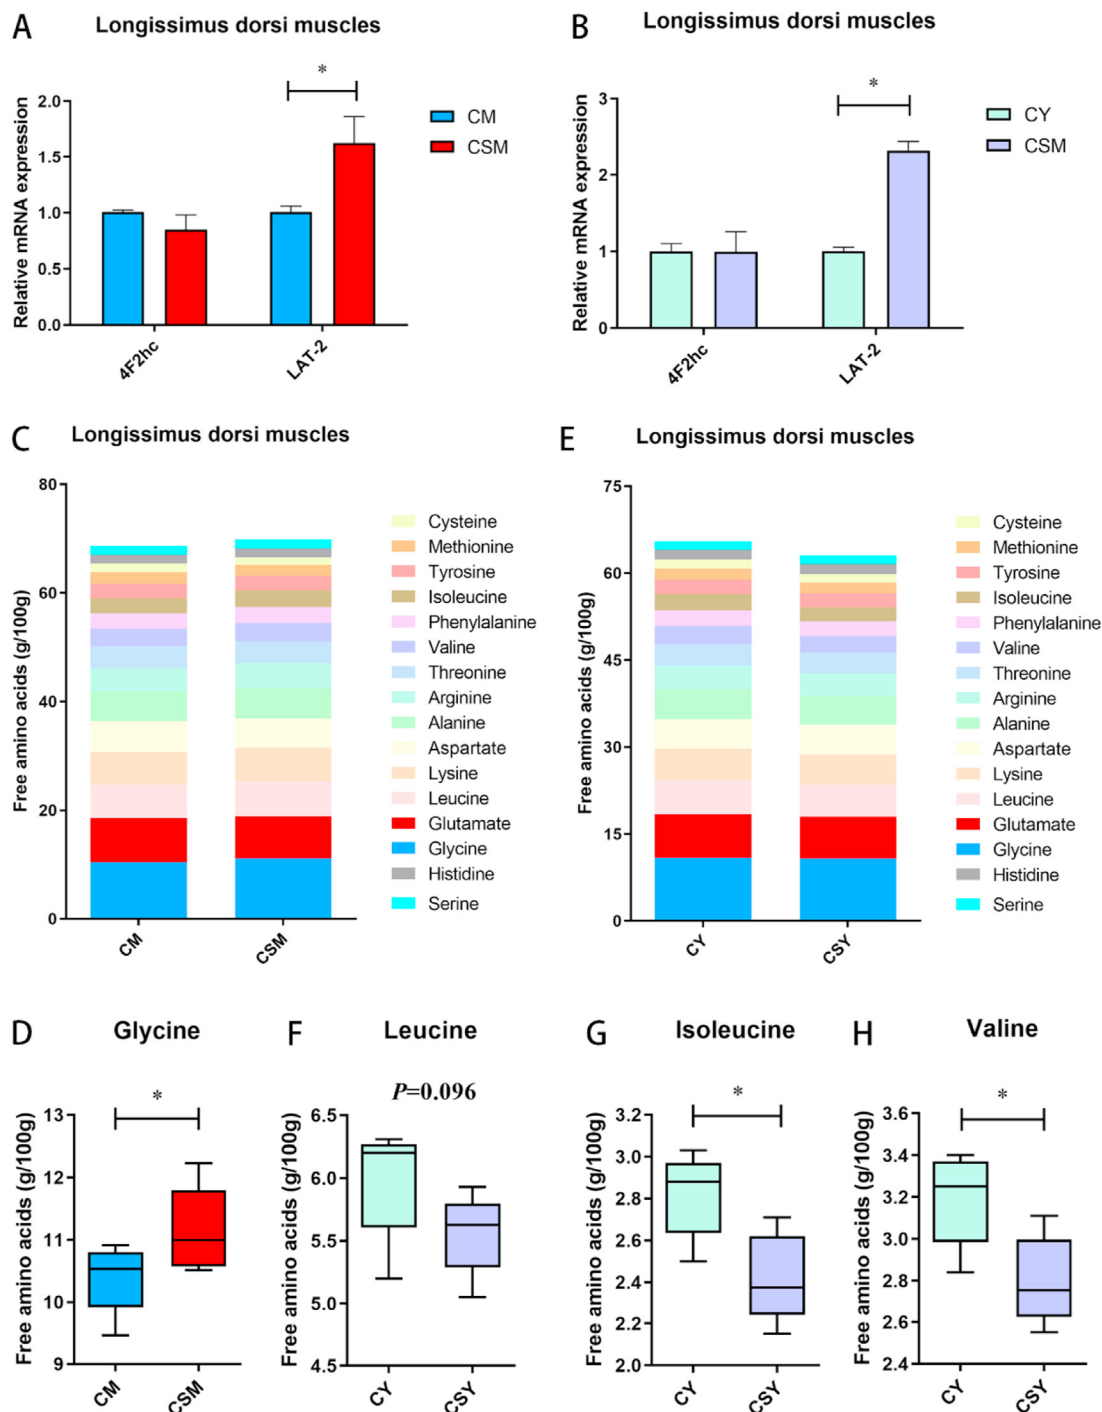 A
Longissimus dorsi muscles
Relative mRNA expression
2.0
1.5
1.0
0.5
0.0
*
4F2hc
LAT-2
CM
CSM
B
Longissimus dorsi muscles
Relative mRNA expression
3
2
1
0
*
4F2hc
LAT-2
CY
CSM
C
Longissimus dorsi muscles
Free amino acids (g/100g)
80
60
40
20
0
CM
CSM
Cysteine
Methionine
Tyrosine
Isoleucine
Phenylalanine
Valine
Threonine
Arginine
Alanine
Aspartate
Lysine
Leucine
Glutamate
Glycine
Histidine
Serine
E
Longissimus dorsi muscles
Free amino acids (g/100g)
75
60
45
30
15
0
CY
CSY
Cysteine
Methionine
Tyrosine
Isoleucine
Phenylalanine
Valine
Threonine
Arginine
Alanine
Aspartate
Lysine
Leucine
Glutamate
Glycine
Histidine
Serine
D
Glycine
Free amino acids (g/100g)
13
12
11
10
9
*
CM
CSM
F
Leucine
P=0.096
Free amino acids (g/100g)
6.5
6.0
5.5
5.0
4.5
CY
CSY
G
Isoleucine
Free amino acids (g/100g)
3.2
3.0
2.8
2.6
2.4
2.2
2.0
*
CY
CSY
H
Valine
Free amino acids (g/100g)
3.6
3.4
3.2
3.0
2.8
2.6
2.4
*
CY
CSY